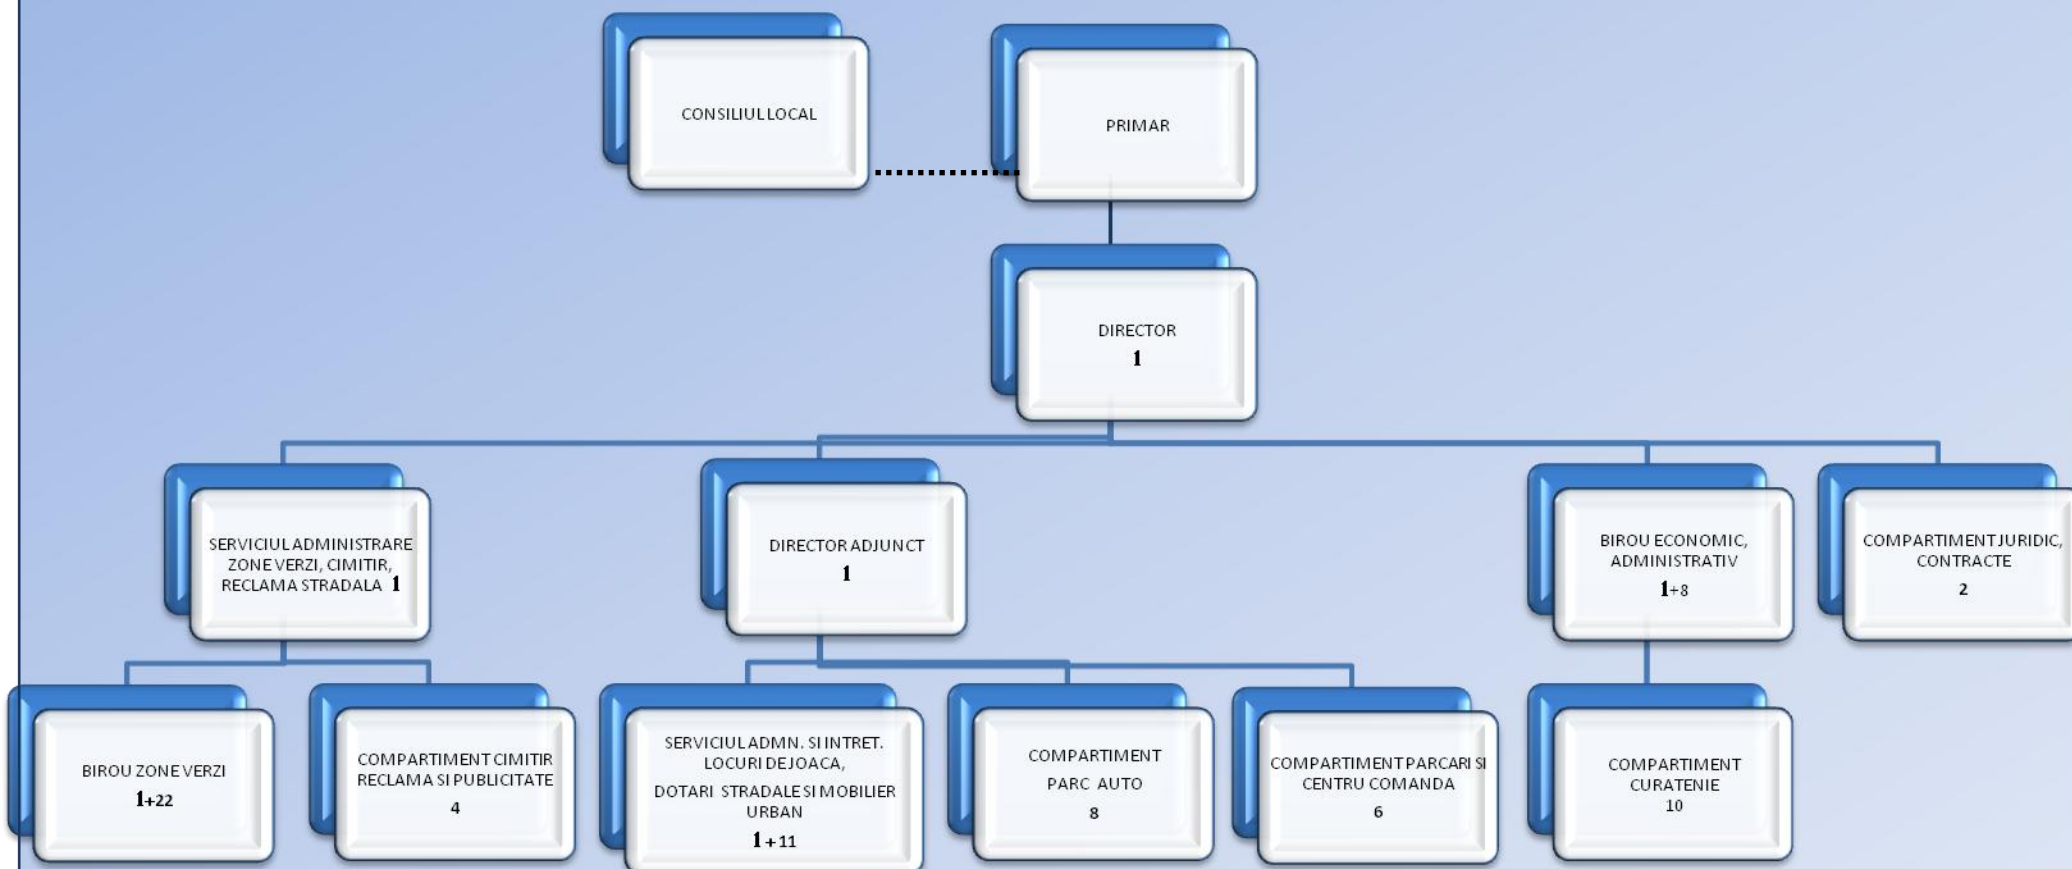 CONSILIUL LOCAL
PRIMAR
DIRECTOR
1
SERVICIUL ADMINISTRARE
ZONE VERZI, CIMITIR,
RECLAMA STRADALA 1
DIRECTOR ADJUNCT
1
BIROU ECONOMIC,
ADMINISTRATIV
1+8
COMPARTIMENT JURIDIC,
CONTRACTE
2
BIROU ZONE VERZI
1+22
COMPARTIMENT CIMITIR
RECLAMA SI PUBLICITATE
4
SERVICIUL ADMN. SI INTRET.
LOCURI DE JOACA,
DOTARI STRADALE SI MOBILIER
URBAN
1 + 11
COMPARTIMENT
PARC AUTO
8
COMPARTIMENT PARCARI SI
CENTRU COMANDA
6
COMPARTIMENT
CURATENIE
10